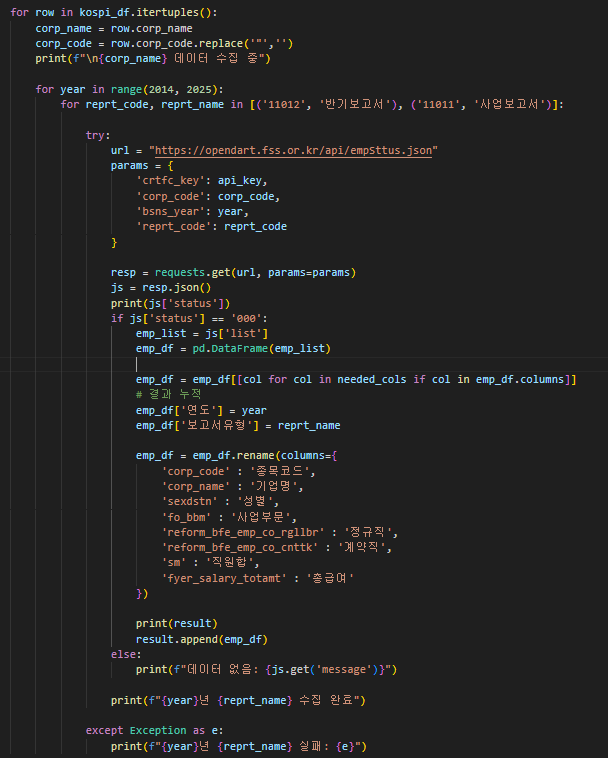 for row in kospi_df.itertuples():
    corp_name = row.corp_name
    corp_code = row.corp_code.replace('"','')
    print(f"\n{corp_name} 데이터 수집 중")

    for year in range(2014, 2025):
        for reprt_code, reprt_name in [('11012', '반기보고서'), ('11011', '사업보고서')]:

            try:
                url = "https://opendart.fss.or.kr/api/empSttus.json"
                params = {
                    'crtfc_key': api_key,
                    'corp_code': corp_code,
                    'bsns_year': year,
                    'reprt_code': reprt_code
                }

                resp = requests.get(url, params=params)
                js = resp.json()
                print(js['status'])
                if js['status'] == '000':
                    emp_list = js['list']
                    emp_df = pd.DataFrame(emp_list)

                    emp_df = emp_df[[col for col in needed_cols if col in emp_df.columns]]
                    # 결과 누적
                    emp_df['연도'] = year
                    emp_df['보고서유형'] = reprt_name

                    emp_df = emp_df.rename(columns={
                        'corp_code' : '종목코드',
                        'corp_name' : '기업명',
                        'sexdstn' : '성별',
                        'fo_bbm' : '사업부문',
                        'reform_bfe_emp_co_rgllbr' : '정규직',
                        'reform_bfe_emp_co_cnttk' : '계약직',
                        'sm' : '직원합',
                        'fyer_salary_totamt' : '총급여'
                    })

                    print(result)
                    result.append(emp_df)
                else:
                    print(f"데이터 없음: {js.get('message')}")

                print(f"{year}년 {reprt_name} 수집 완료")

            except Exception as e:
                print(f"{year}년 {reprt_name} 실패: {e}")